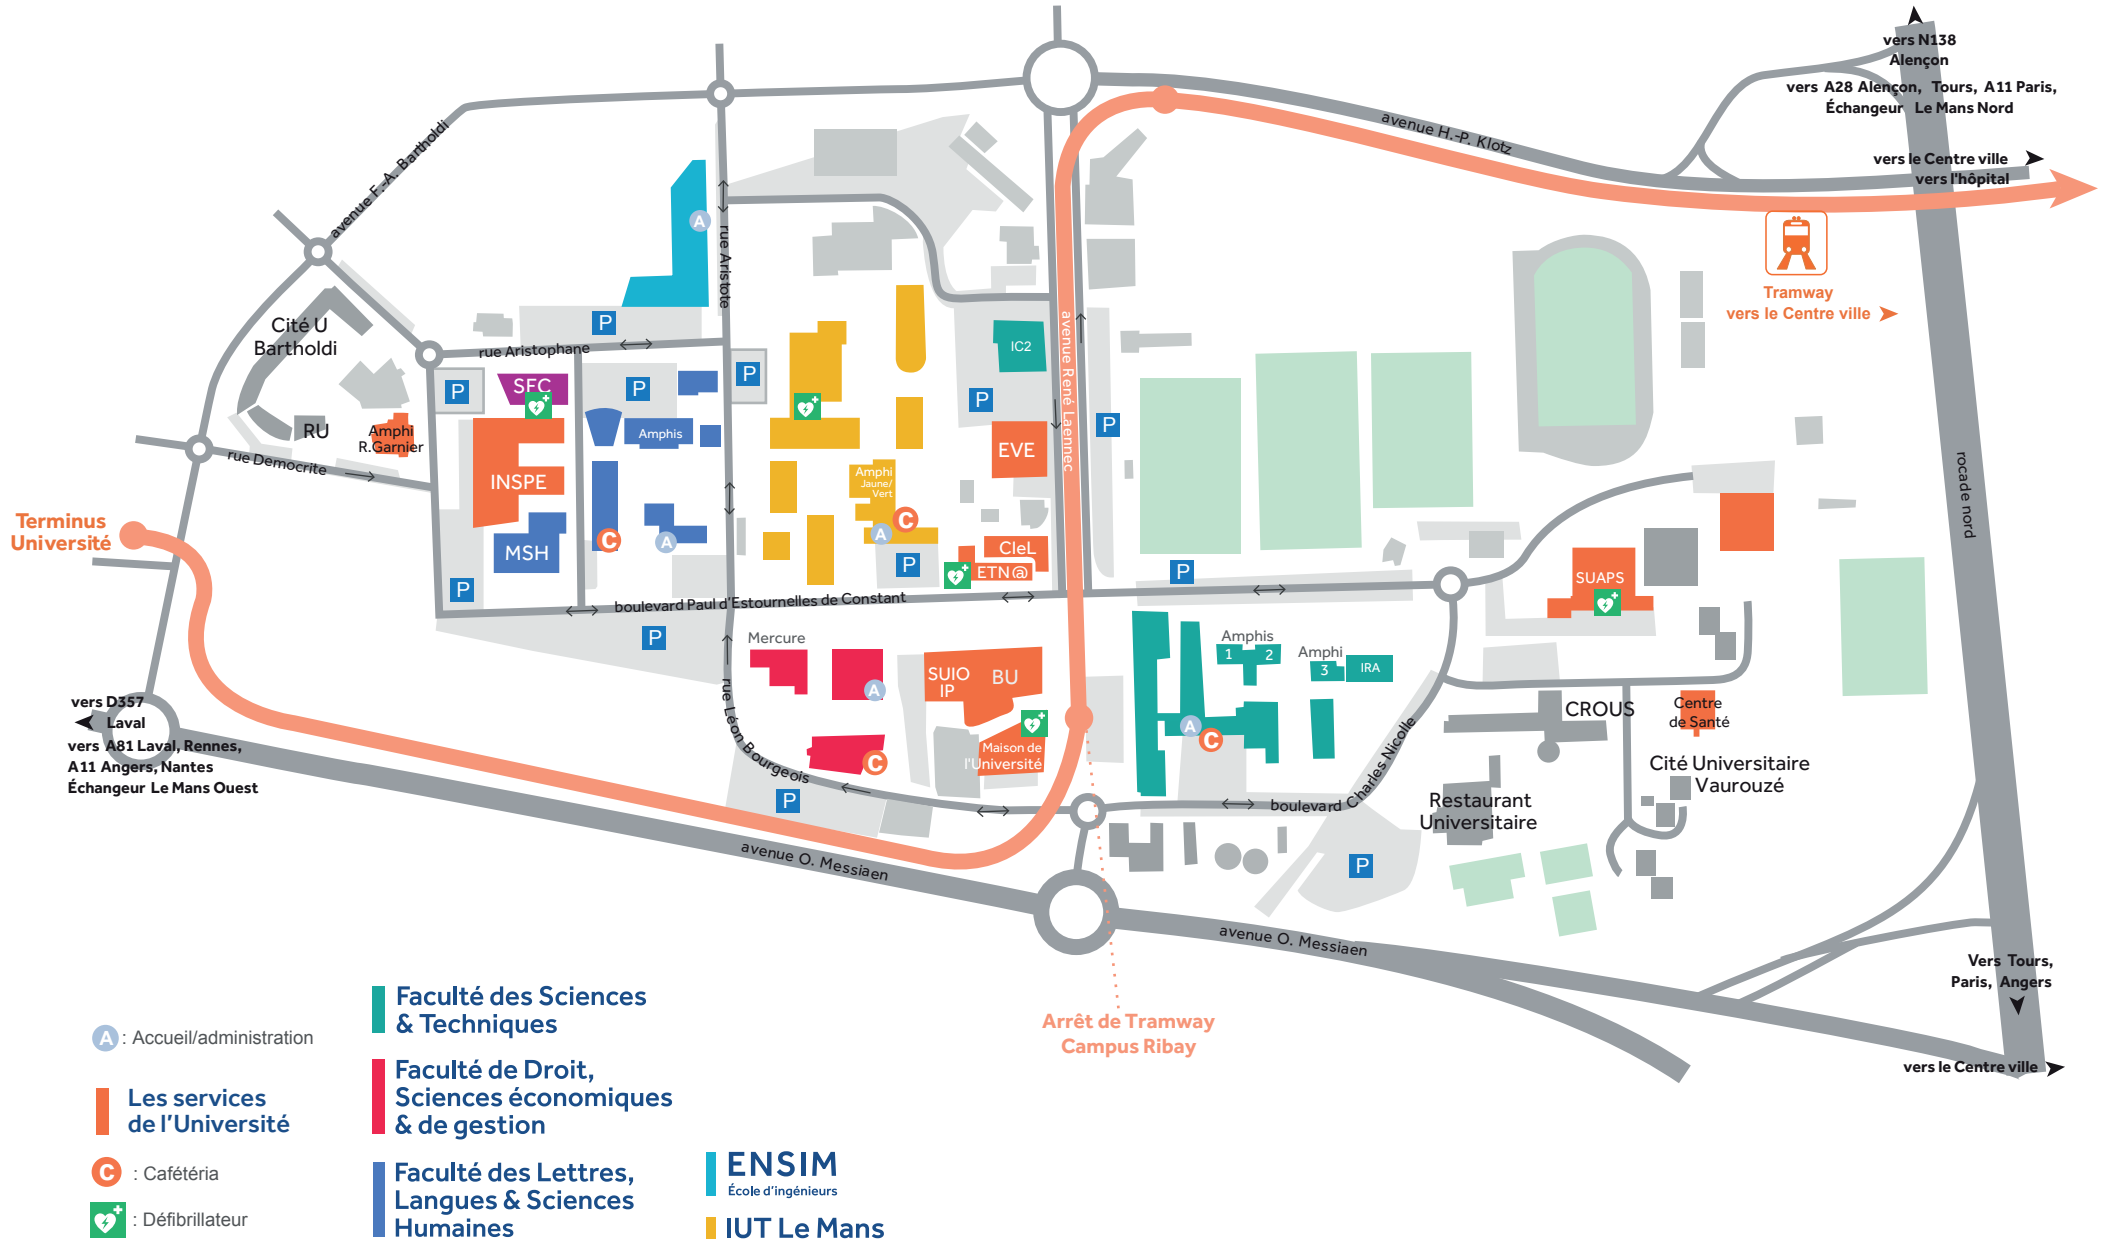 vers N138
Alençon
vers A28 Alençon, Tours, A11 Paris,
Échangeur Le Mans Nord
avenue H.-P. Klotz
vers le Centre ville
vers l'hôpital
avenue F.-A. Bartholdi
A
rue Aristote
Tramway
vers le Centre ville
Cité U
Bartholdi
P
rue Aristophane
IC2
avenue René Laennec
SFC
P
P
P
P
P
RU
Amphi
R.Garnier
Amphis
EVE
rue Démocrite
INSPE
Amphi
Jaune/
Vert
rocade nord
Terminus
Université
MSH
C
A
C
A
CIeL
ETN@
P
P
P
SUAPS
boulevard Paul d'Estournelles de Constant
P
Mercure
Amphis
1
2
Amphi
3
IRA
SUIO
IP
BU
A
rue Léon Bourgeois
Maison de
l'Université
C
A
C
CROUS
Centre
de Santé
vers D357
Laval
vers A81 Laval, Rennes,
A11 Angers, Nantes
Échangeur Le Mans Ouest
Cité Universitaire
Vaurouzé
P
boulevard Charles Nicolle
Restaurant
Universitaire
avenue O. Messiaen
P
avenue O. Messiaen
Vers Tours,
Paris, Angers
Arrêt de Tramway
Campus Ribay
vers le Centre ville
A : Accueil/administration
Les services
de l'Université
C : Cafétéria
: Défibrillateur
Faculté des Sciences
& Techniques
Faculté de Droit,
Sciences économiques
& de gestion
Faculté des Lettres,
Langues & Sciences
Humaines
ENSIM
École d'ingénieurs
IUT Le Mans